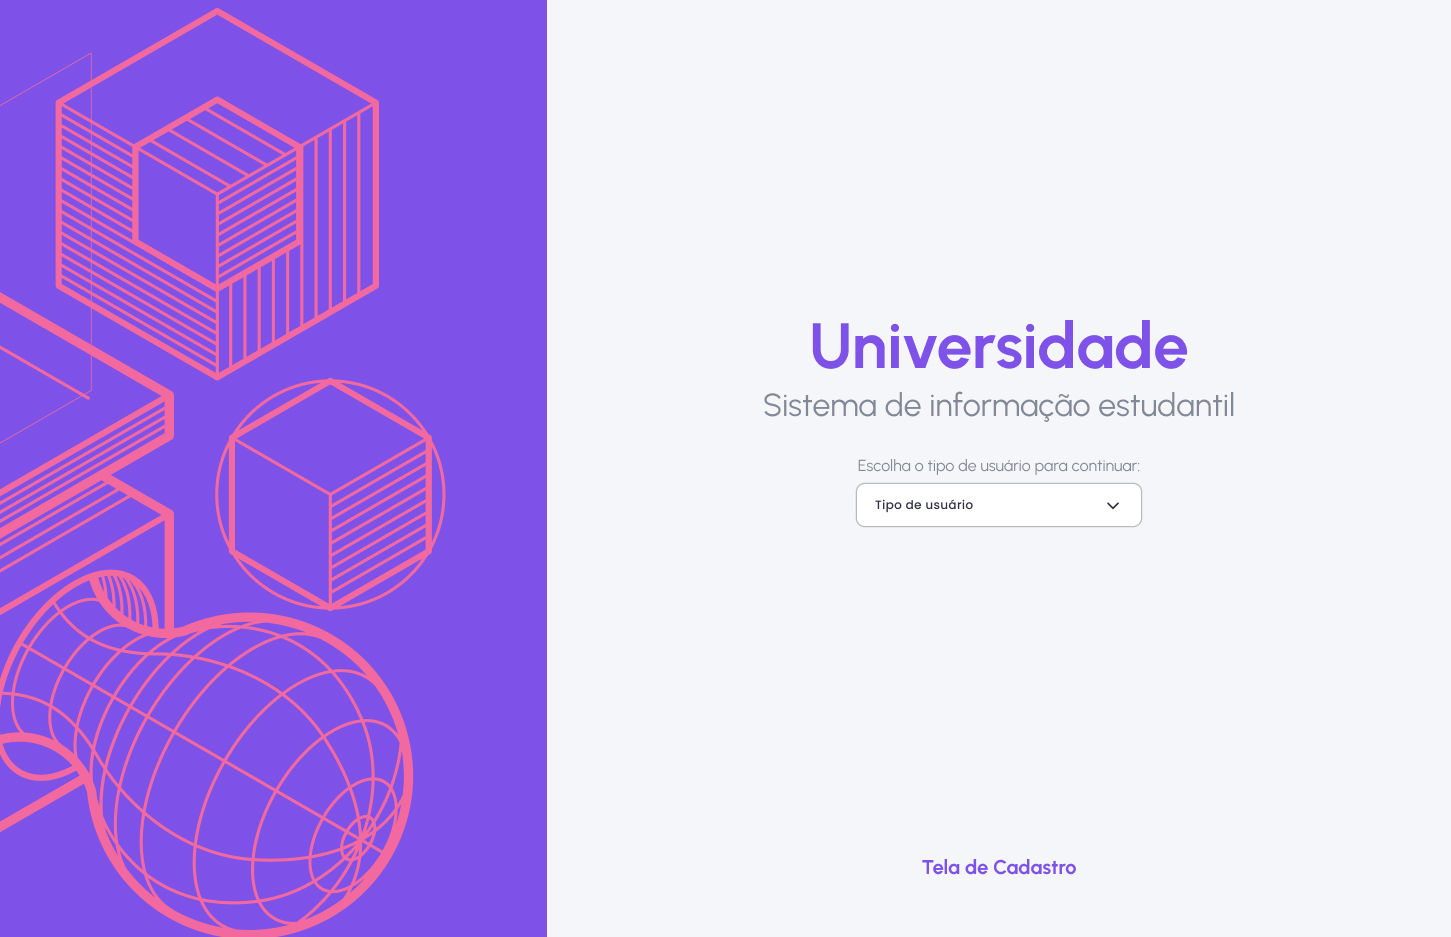 Universidade
Sistema de informação estudantil
Escolha o tipo de usuário para continuar:
Tipo de usuário
Tela de Cadastro